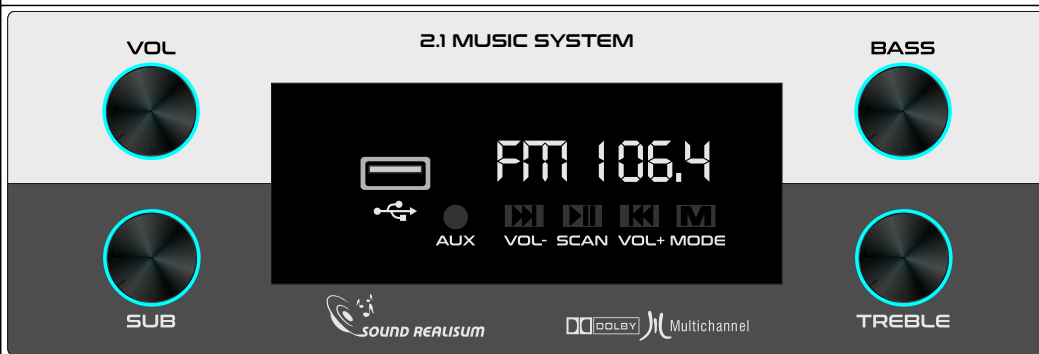 2.1 MUSIC SYSTEM
VOL
BASS
FM 106.4
AUX VOL- SCAN VOL+ MODE
M
SUB
TREBLE
SOUND REALISUM
DOLBY Multichannel